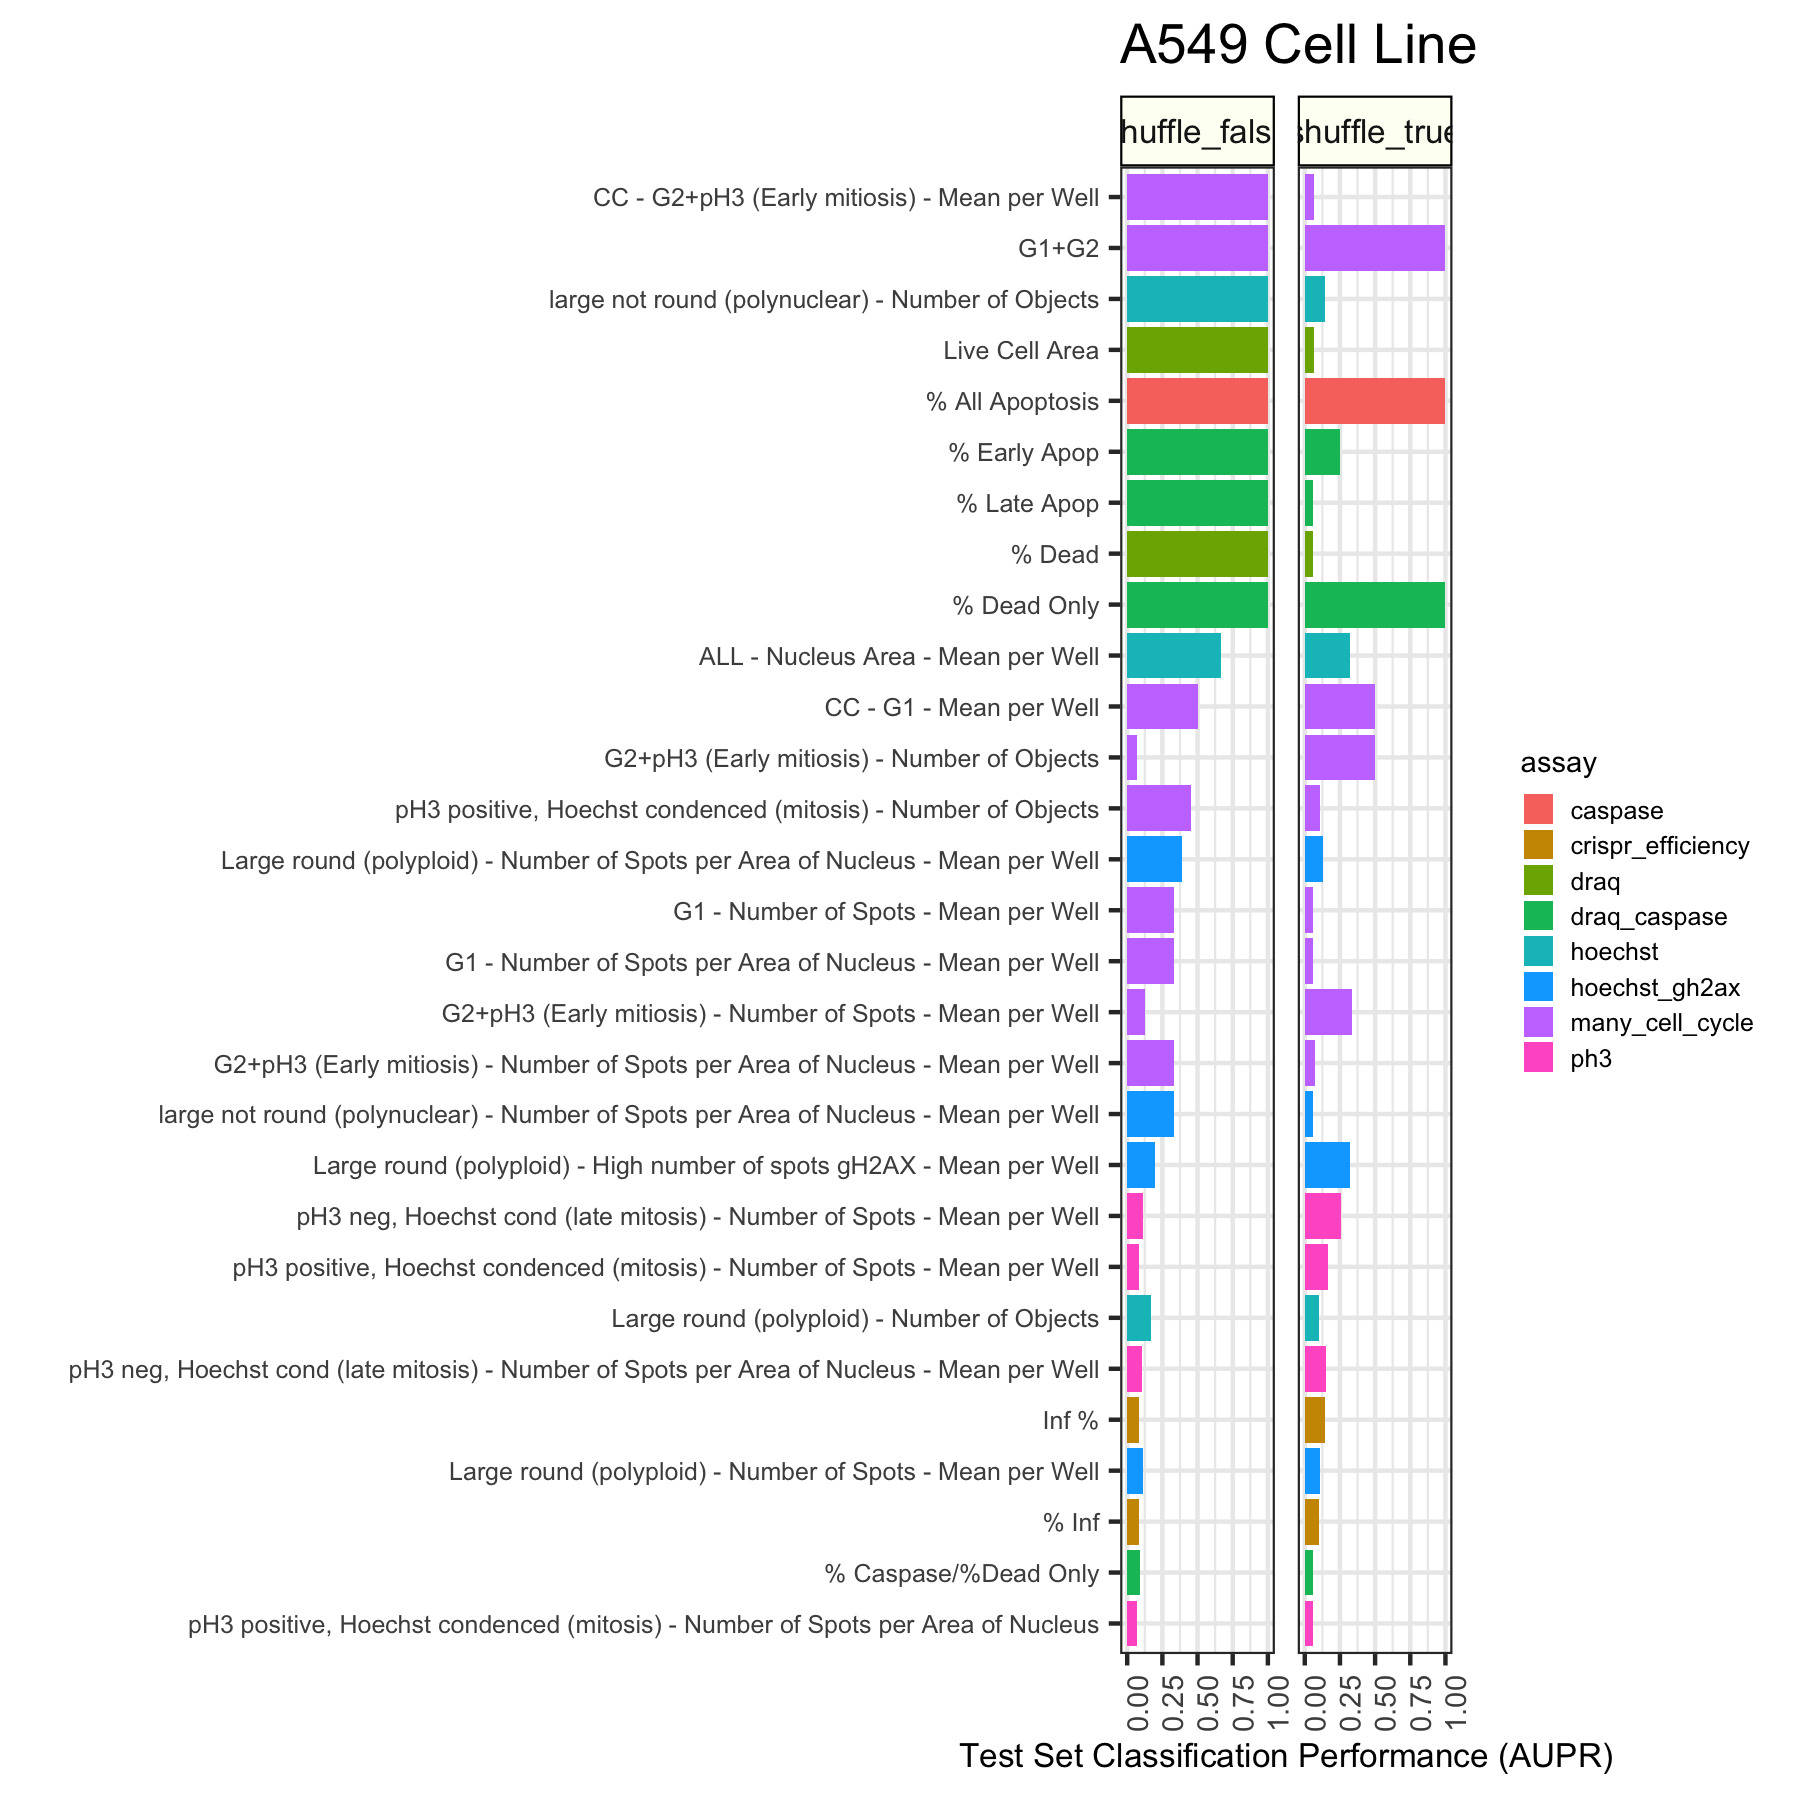 A549 Cell Line
huffle_fals
shuffle_true
CC - G2+pH3 (Early mitiosis) - Mean per Well
G1+G2
large not round (polynuclear) - Number of Objects
Live Cell Area
% All Apoptosis
% Early Apop
% Late Apop
% Dead
% Dead Only
ALL - Nucleus Area - Mean per Well
CC - G1 - Mean per Well
G2+pH3 (Early mitiosis) - Number of Objects
pH3 positive, Hoechst condenced (mitosis) - Number of Objects
Large round (polyploid) - Number of Spots per Area of Nucleus - Mean per Well
G1 - Number of Spots - Mean per Well
G1 - Number of Spots per Area of Nucleus - Mean per Well
G2+pH3 (Early mitiosis) - Number of Spots - Mean per Well
G2+pH3 (Early mitiosis) - Number of Spots per Area of Nucleus - Mean per Well
large not round (polynuclear) - Number of Spots per Area of Nucleus - Mean per Well
Large round (polyploid) - High number of spots gH2AX - Mean per Well
pH3 neg, Hoechst cond (late mitosis) - Number of Spots - Mean per Well
pH3 positive, Hoechst condenced (mitosis) - Number of Spots - Mean per Well
Large round (polyploid) - Number of Objects
pH3 neg, Hoechst cond (late mitosis) - Number of Spots per Area of Nucleus - Mean per Well
Inf %
Large round (polyploid) - Number of Spots - Mean per Well
% Inf
% Caspase/%Dead Only
pH3 positive, Hoechst condenced (mitosis) - Number of Spots per Area of Nucleus
0.00
0.25
0.50
0.75
1.00
0.00
0.25
0.50
0.75
1.00
Test Set Classification Performance (AUPR)
assay
caspase
crispr_efficiency
draq
draq_caspase
hoechst
hoechst_gh2ax
many_cell_cycle
ph3